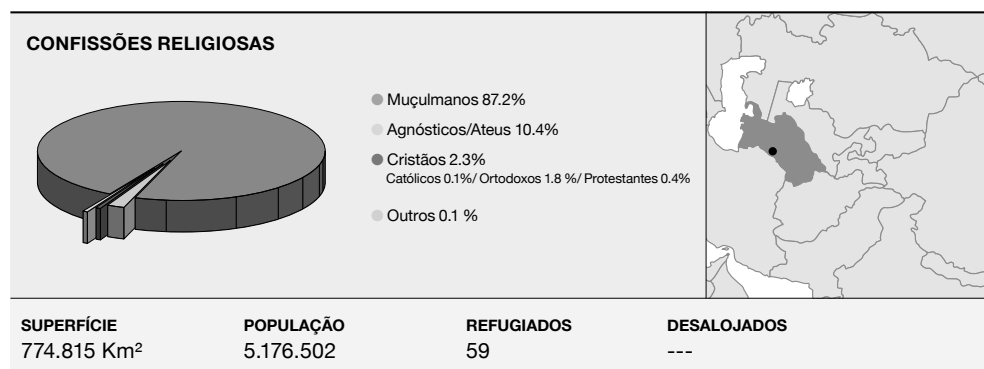 CONFISSÕES RELIGIOSAS
Muçulmanos 87.2%
Agnósticos/Ateus 10.4%
Cristãos 2.3%
Católicos 0.1%/ Ortodoxos 1.8 %/ Protestantes 0.4%
Outros 0.1 %
SUPERFÍCIE
774.815 Km²
POPULAÇÃO
5.176.502
REFUGIADOS
59
DESALOJADOS
---